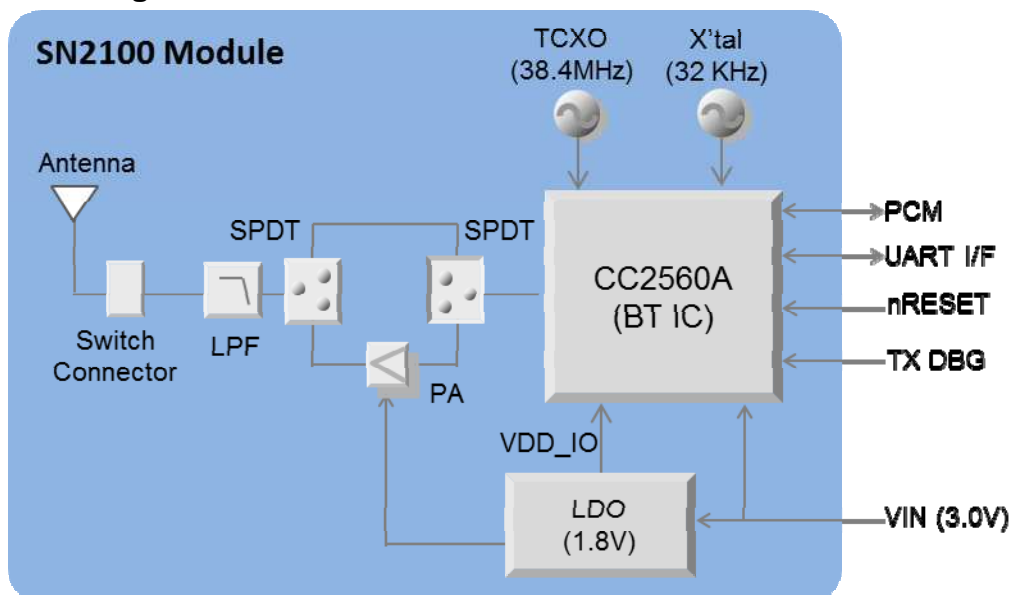 SN2100 Module
TCXO
(38.4MHz)
X'tal
(32 KHz)
Antenna
SPDT
SPDT
Switch
Connector
LPF
PA
CC2560A
(BT IC)
PCM
UART I/F
nRESET
TX DBG
VDD_IO
LDO
(1.8V)
VIN (3.0V)